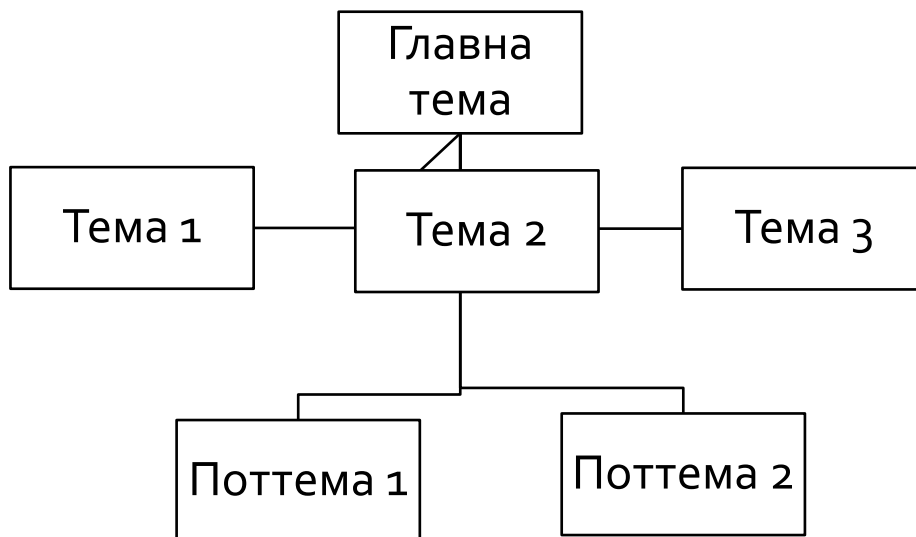 Главна
тема
Тема 1
Тема 2
Тема 3
Поттема 1
Поттема 2